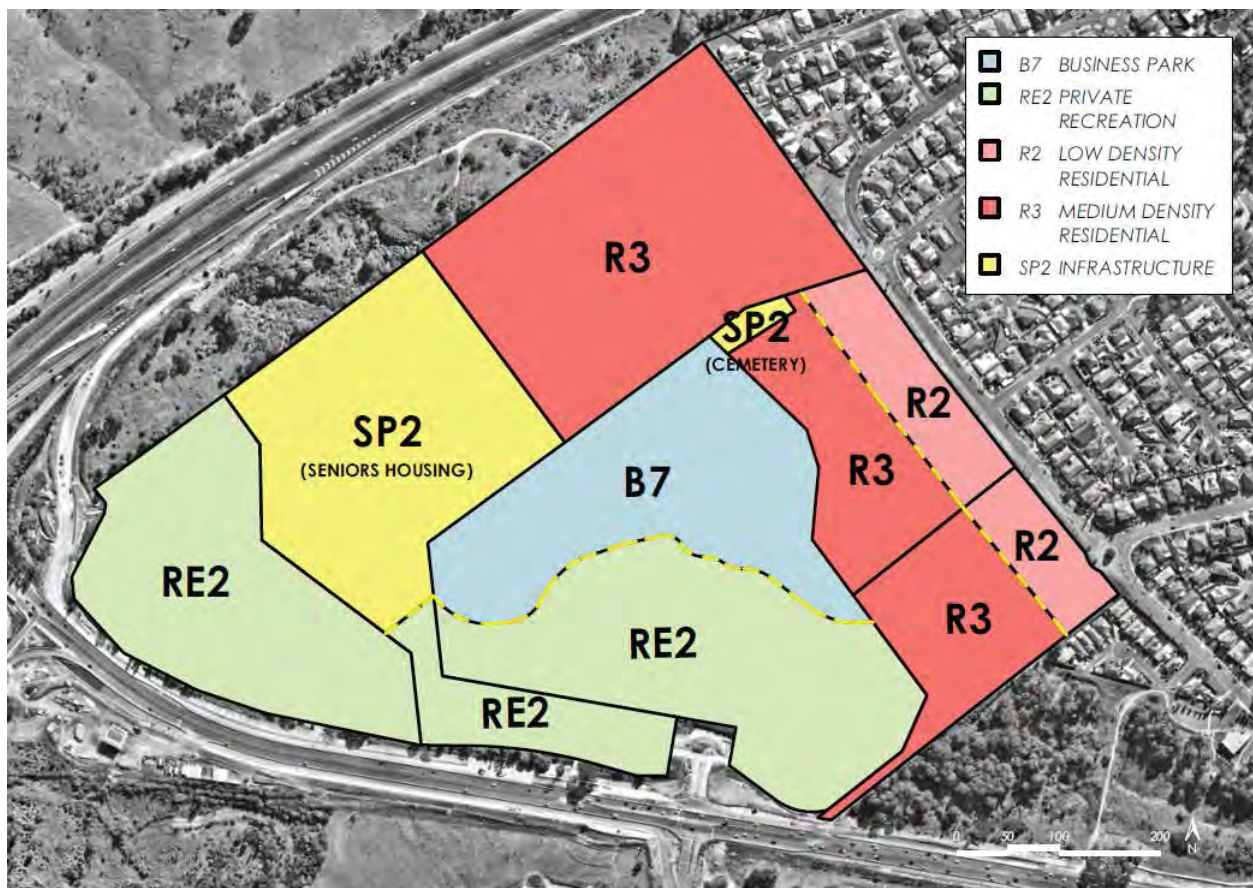 B7 BUSINESS PARK
RE2 PRIVATE
RECREATION
R2 LOW DENSITY
RESIDENTIAL
R3 MEDIUM DENSITY
RESIDENTIAL
SP2 INFRASTRUCTURE
R3
SP2
(CEMETERY)
R2
SP2
(SENIORS HOUSING)
B7
R3
R2
RE2
R3
RE2
RE2
0 50 100 200
N